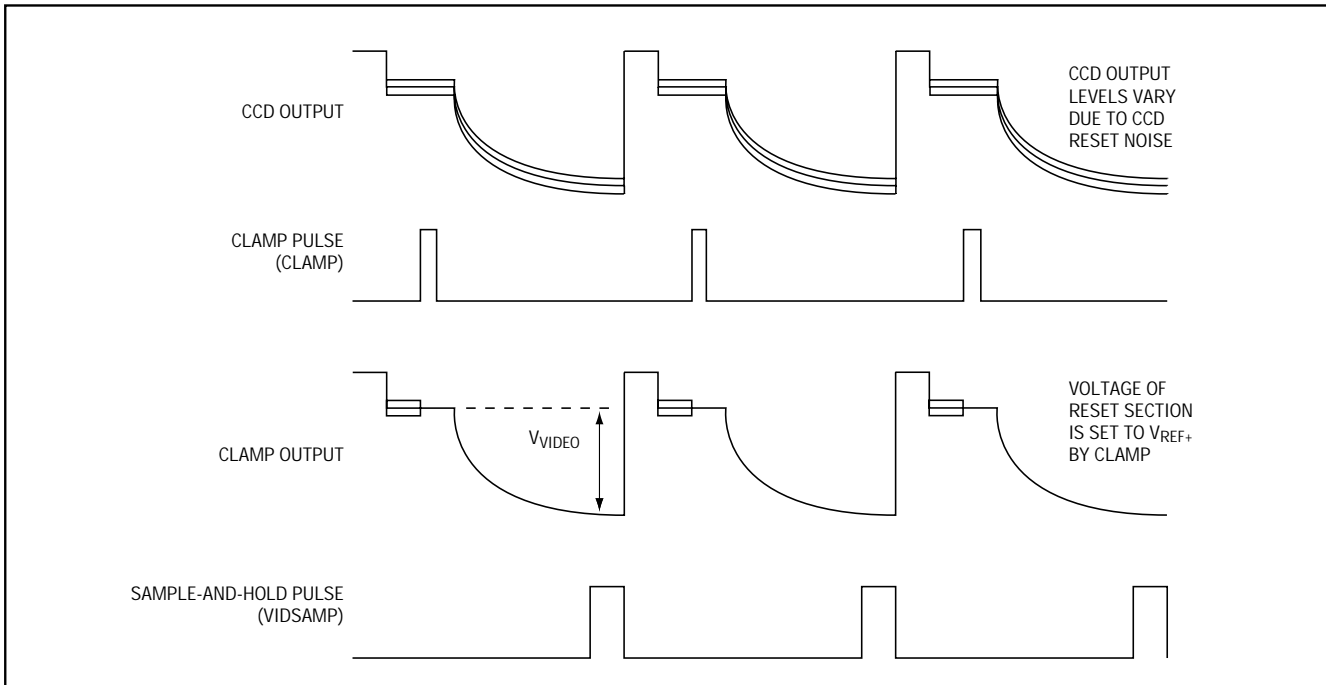 CCD OUTPUT
CCD OUTPUT
LEVELS VARY
DUE TO CCD
RESET NOISE
CLAMP PULSE
(CLAMP)
CLAMP OUTPUT
VVIDEO
VOLTAGE OF
RESET SECTION
IS SET TO VREF+
BY CLAMP
SAMPLE-AND-HOLD PULSE
(VIDSAMP)